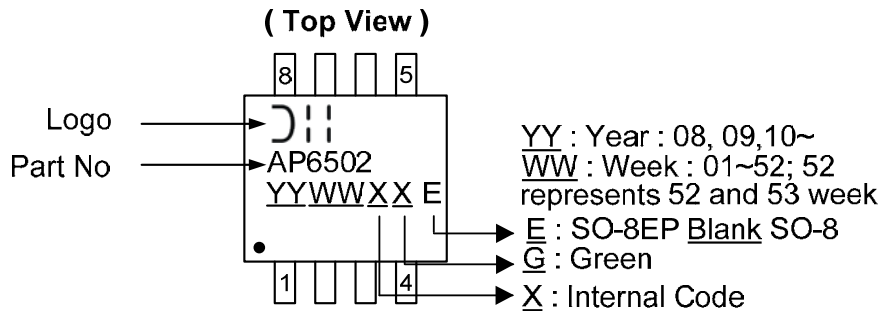 ( Top View )
8 5
Logo
Part No
AP6502
YYWWXX E
1 4
YY : Year : 08, 09,10~
WW : Week : 01~52; 52
represents 52 and 53 week
E : SO-8EP Blank SO-8
G : Green
X : Internal Code